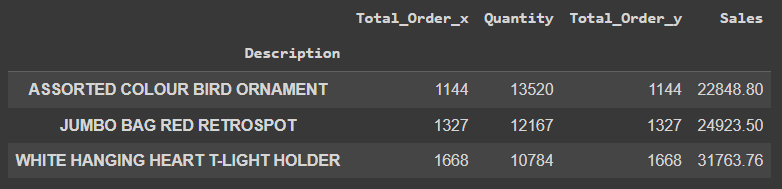 Total_Order_x Quantity Total_Order_y Sales
Description
ASSORTED COLOUR BIRD ORNAMENT 1144 13520 1144 22848.80
JUMBO BAG RED RETROSPOT 1327 12167 1327 24923.50
WHITE HANGING HEART T-LIGHT HOLDER 1668 10784 1668 31763.76